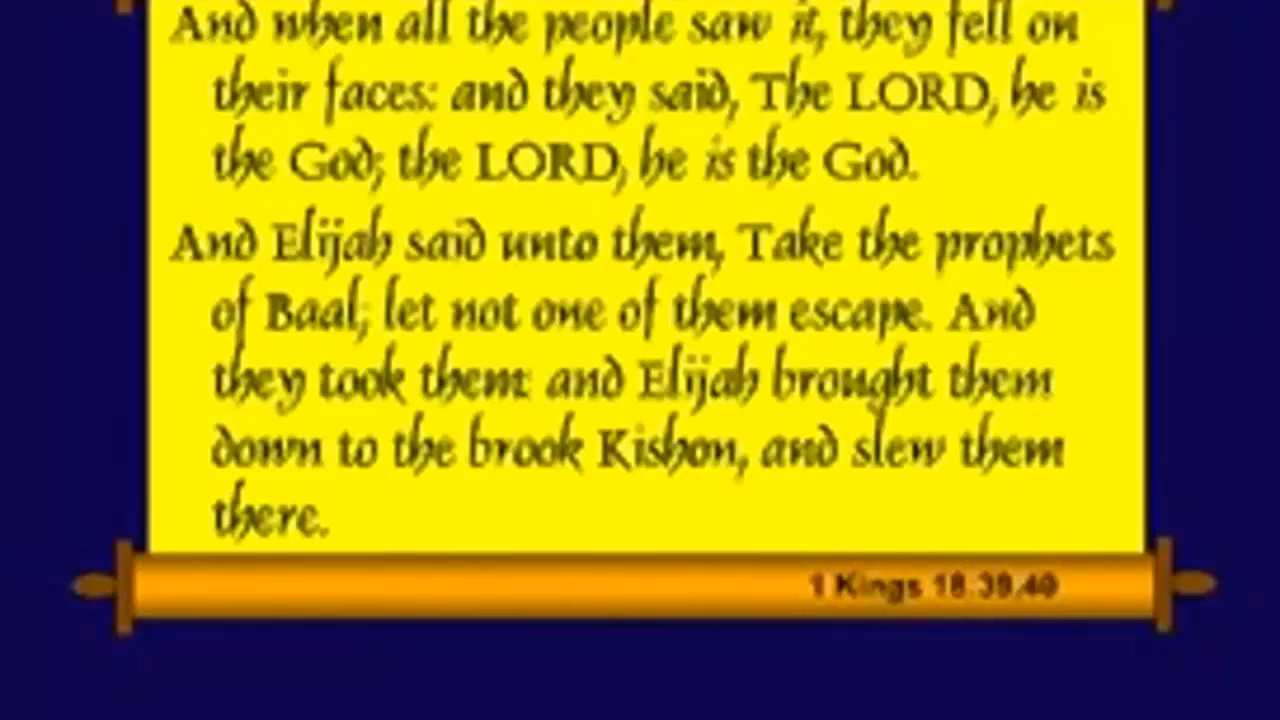 And when all the people saw it, they fell on
their faces: and they said, The LORD, he is
the God; the LORD, he is the God.
And Elijah said unto them, Take the prophets
of Baal; let not one of them escape. And
they took them: and Elijah brought them
down to the brook Kishon, and slew them
there.
1 Kings 18.39,40